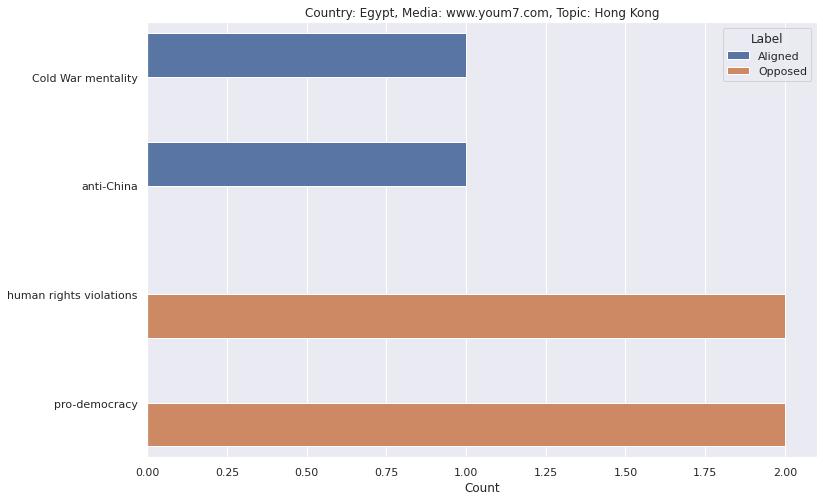 Country: Egypt, Media: www.youm7.com, Topic: Hong Kong
Label
Aligned
Opposed
Cold War mentality
anti-China
human rights violations
pro-democracy
0.00 0.25 0.50 0.75 1.00 1.25 1.50 1.75 2.00
Count